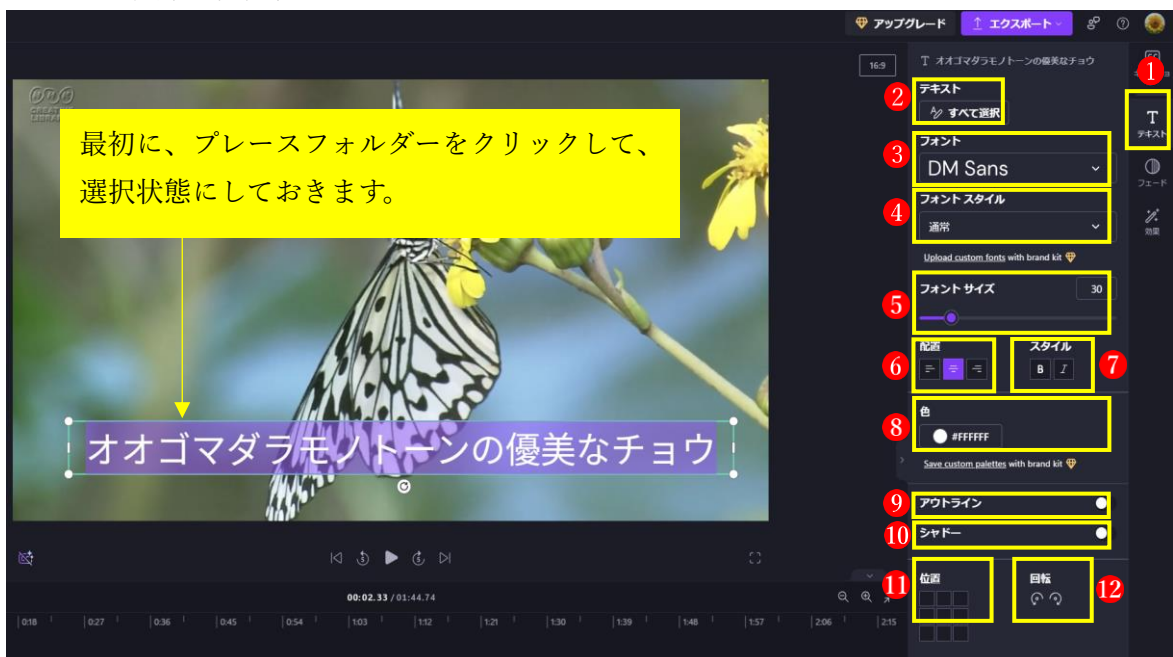 アップグレード
エクスポート
16:9
T オオゴマダラモノトーンの優美なチョウ
1
2
テキスト
すべて選択
T
テキスト
NHK
CREATIVE
LIBRARY
最初に、プレースフォルダーをクリックして、
選択状態にしておきます。
3
フォント
DM Sans
フェード
4
フォント スタイル
通常
効果
Upload custom fonts with brand kit
5
フォント サイズ
30
6
配置
スタイル
7
B I
8
色
#FFFFFF
オオゴマダラモノトーンの優美なチョウ
Save custom palettes with brand kit
9
アウトライン
10
シャドー
5 5
11
位置
回転
12
00:02.33 / 01:44.74
0:18 0:27 0:36 0:45 0:54 1:03 1:12 1:21 1:30 1:39 1:48 1:57 2:06 2:15